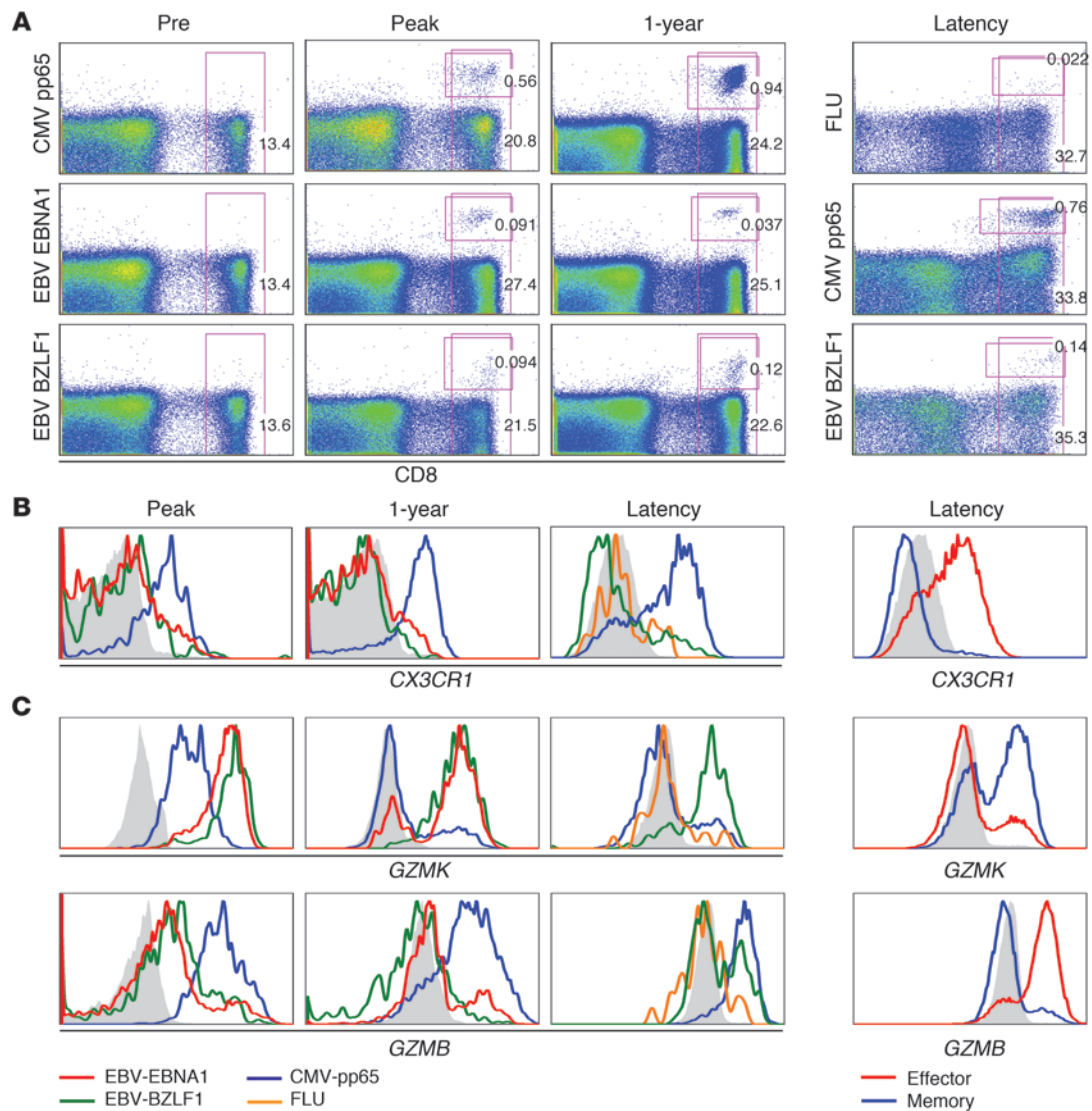 A
Pre Peak 1-year Latency
CMV pp65 13.4 0.56 20.8 0.94 24.2 FLU 0.022 32.7
EBV EBNA1 13.4 0.091 27.4 0.037 25.1 CMV pp65 0.76 33.8
EBV BZLF1 13.6 0.094 21.5 0.12 22.6 EBV BZLF1 0.14 35.3
CD8
B
Peak 1-year Latency Latency
CX3CR1 CX3CR1
C
GZMK GZMK
GZMB GZMB
EBV-EBNA1 CMV-pp65 Effector
EBV-BZLF1 FLU Memory